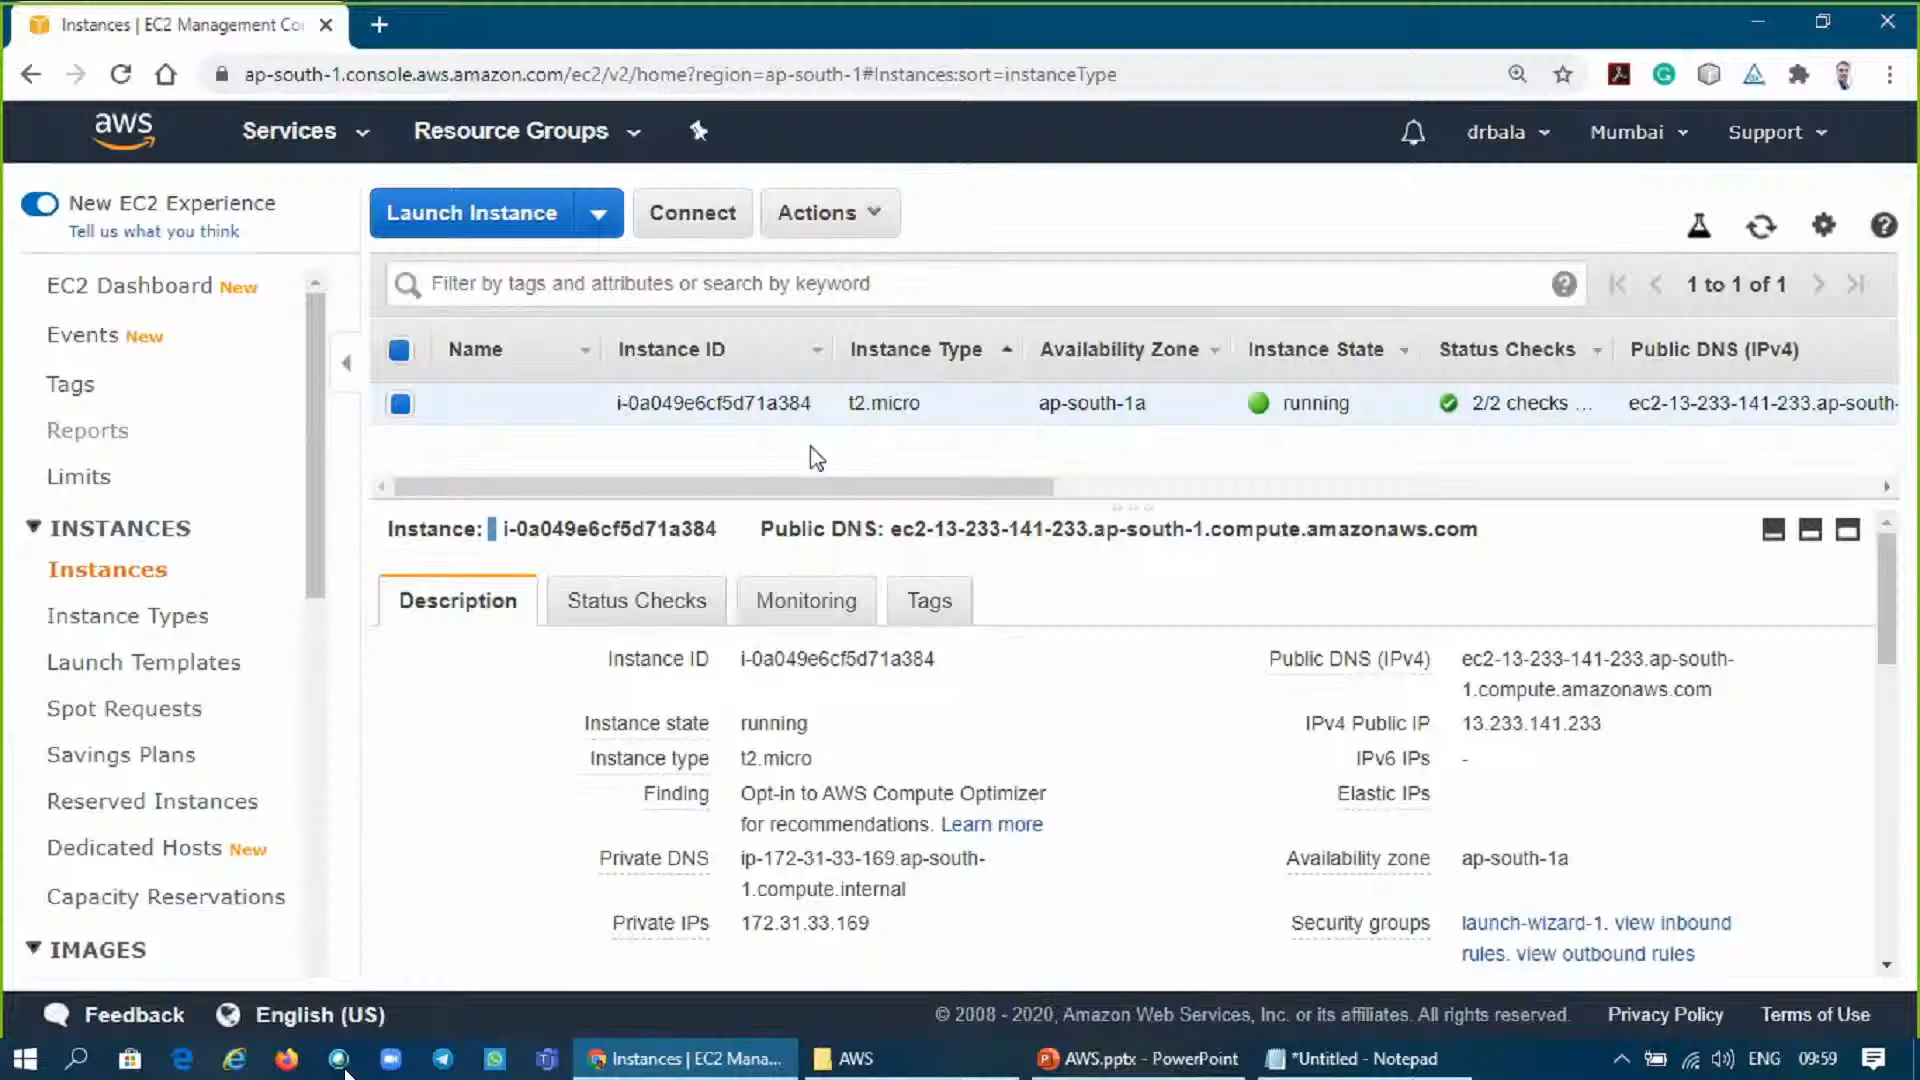 Instances | EC2 Management Co
ap-south-1.console.aws.amazon.com/ec2/v2/home?region=ap-south-1#Instances:sort=instanceType
aws
Services
Resource Groups
drbala
Mumbai
Support
New EC2 Experience
Tell us what you think
EC2 Dashboard New
Events New
Tags
Reports
Limits
INSTANCES
Instances
Instance Types
Launch Templates
Spot Requests
Savings Plans
Reserved Instances
Dedicated Hosts New
Capacity Reservations
IMAGES
Launch Instance
Connect
Actions
Filter by tags and attributes or search by keyword
1 to 1 of 1
Name Instance ID Instance Type Availability Zone Instance State Status Checks Public DNS (IPv4)
i-0a049e6cf5d71a384 t2.micro ap-south-1a running 2/2 checks ... ec2-13-233-141-233.ap-south-
Instance: i-0a049e6cf5d71a384 Public DNS: ec2-13-233-141-233.ap-south-1.compute.amazonaws.com
Description Status Checks Monitoring Tags
Instance ID i-0a049e6cf5d71a384
Instance state running
Instance type t2.micro
Finding Opt-in to AWS Compute Optimizer
for recommendations. Learn more
Private DNS ip-172-31-33-169.ap-south-
1.compute.internal
Private IPs 172.31.33.169
Public DNS (IPv4) ec2-13-233-141-233.ap-south-
1.compute.amazonaws.com
IPv4 Public IP 13.233.141.233
IPv6 IPs -
Elastic IPs
Availability zone ap-south-1a
Security groups launch-wizard-1. view inbound
rules. view outbound rules
Feedback English (US)
© 2008 - 2020, Amazon Web Services, Inc. or its affiliates. All rights reserved. Privacy Policy Terms of Use
Instances | EC2 Mana...
AWS
AWS.pptx - PowerPoint
*Untitled - Notepad
ENG
09:59